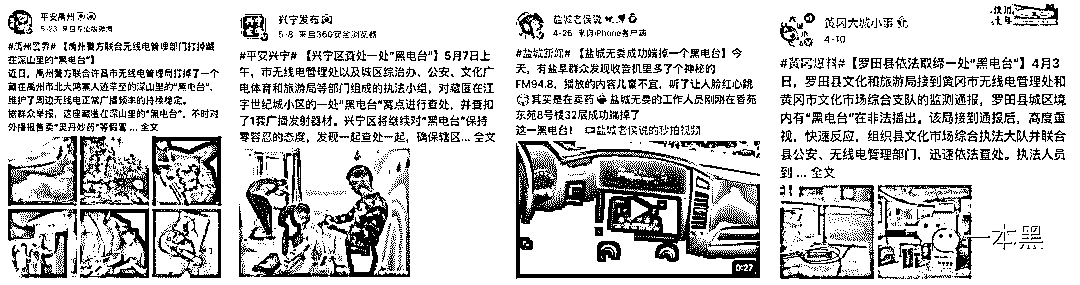 平安禹州
5-23 来自专业版微博
#禹州警界# 【禹州警方联合无线电管理部门打掉藏
在深山里的“黑电台”】
近日，禹州警方联合许昌市无线电管理局打掉了一个
藏在禹州市北大鸿寨人迹罕至的深山里的“黑电台”，
维护了周边无线电正常广播频率的持续稳定。
据群众举报，这座藏匿在深山里的“黑电台”，不时对
外播报售卖“灵丹妙药”等假冒... 全文
兴宁发布
5-8 来自360安全浏览器
#平安兴宁# 【兴宁区查处一处“黑电台”】5月7日上
午，市无线电管理处以及城区综治办、公安、文化广
电体育和旅游局等部门组成的执法小组，对藏匿在江
宇世纪城小区的一处“黑电台”窝点进行查处，并查扣
了1套广播发射器材。兴宁区将继续对“黑电台”保持
零容忍的态度，发现一起查处一起，确保辖区... 全文
盐城老侯说
4-26 来自iPhone客户端
#盐城新鲜# 【盐城无委成功端掉一个黑电台】今
天，有盐阜群众发现收音机里多了个神秘的
FM94.8，播放的内容儿童不宜，听了让人脸红心跳
其实是在卖药 盐城无委的工作人员刚刚在香苑
东苑8号楼32层成功端掉了
这一黑电台！ 盐城老侯说的秒拍视频
0:27
黄冈大城小事
4-10
#黄冈爆料# 【罗田县依法取缔一处“黑电台”】4月3
日，罗田县文化和旅游局接到黄冈市无线电管理处和
黄冈市文化市场综合支队的监测通报，罗田县城区境
内有“黑电台”在非法播出。该局接到通报后，高度重
视，快速反应，组织县文化市场综合执法大队并联合
县公安、无线电管理部门，迅速依法查处。执法人员
到 ... 全文
本黑